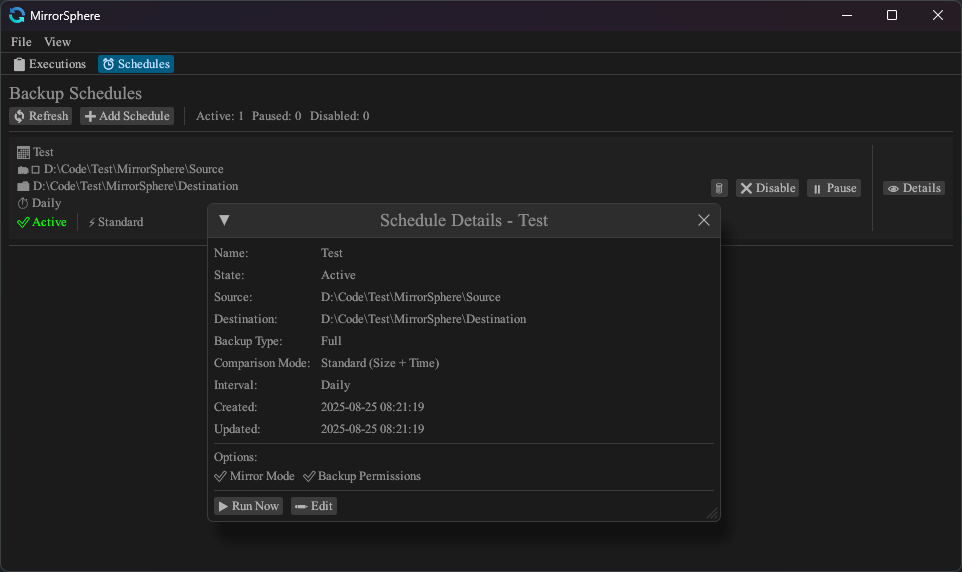 MirrorSphere
File View
Executions Schedules
Backup Schedules
Refresh Add Schedule Active: 1 Paused: 0 Disabled: 0
Test
D:\Code\Test\MirrorSphere\Source
D:\Code\Test\MirrorSphere\Destination
Daily
Active Standard
Disable Pause Details
Schedule Details - Test
Name: Test
State: Active
Source: D:\Code\Test\MirrorSphere\Source
Destination: D:\Code\Test\MirrorSphere\Destination
Backup Type: Full
Comparison Mode: Standard (Size + Time)
Interval: Daily
Created: 2025-08-25 08:21:19
Updated: 2025-08-25 08:21:19
Options:
Mirror Mode Backup Permissions
Run Now Edit